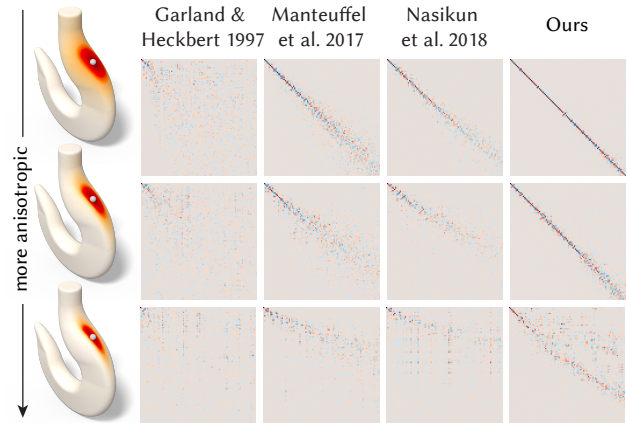 Garland &
Heckbert 1997
Manteuffel
et al. 2017
Nasikun
et al. 2018
Ours
more anisotropic